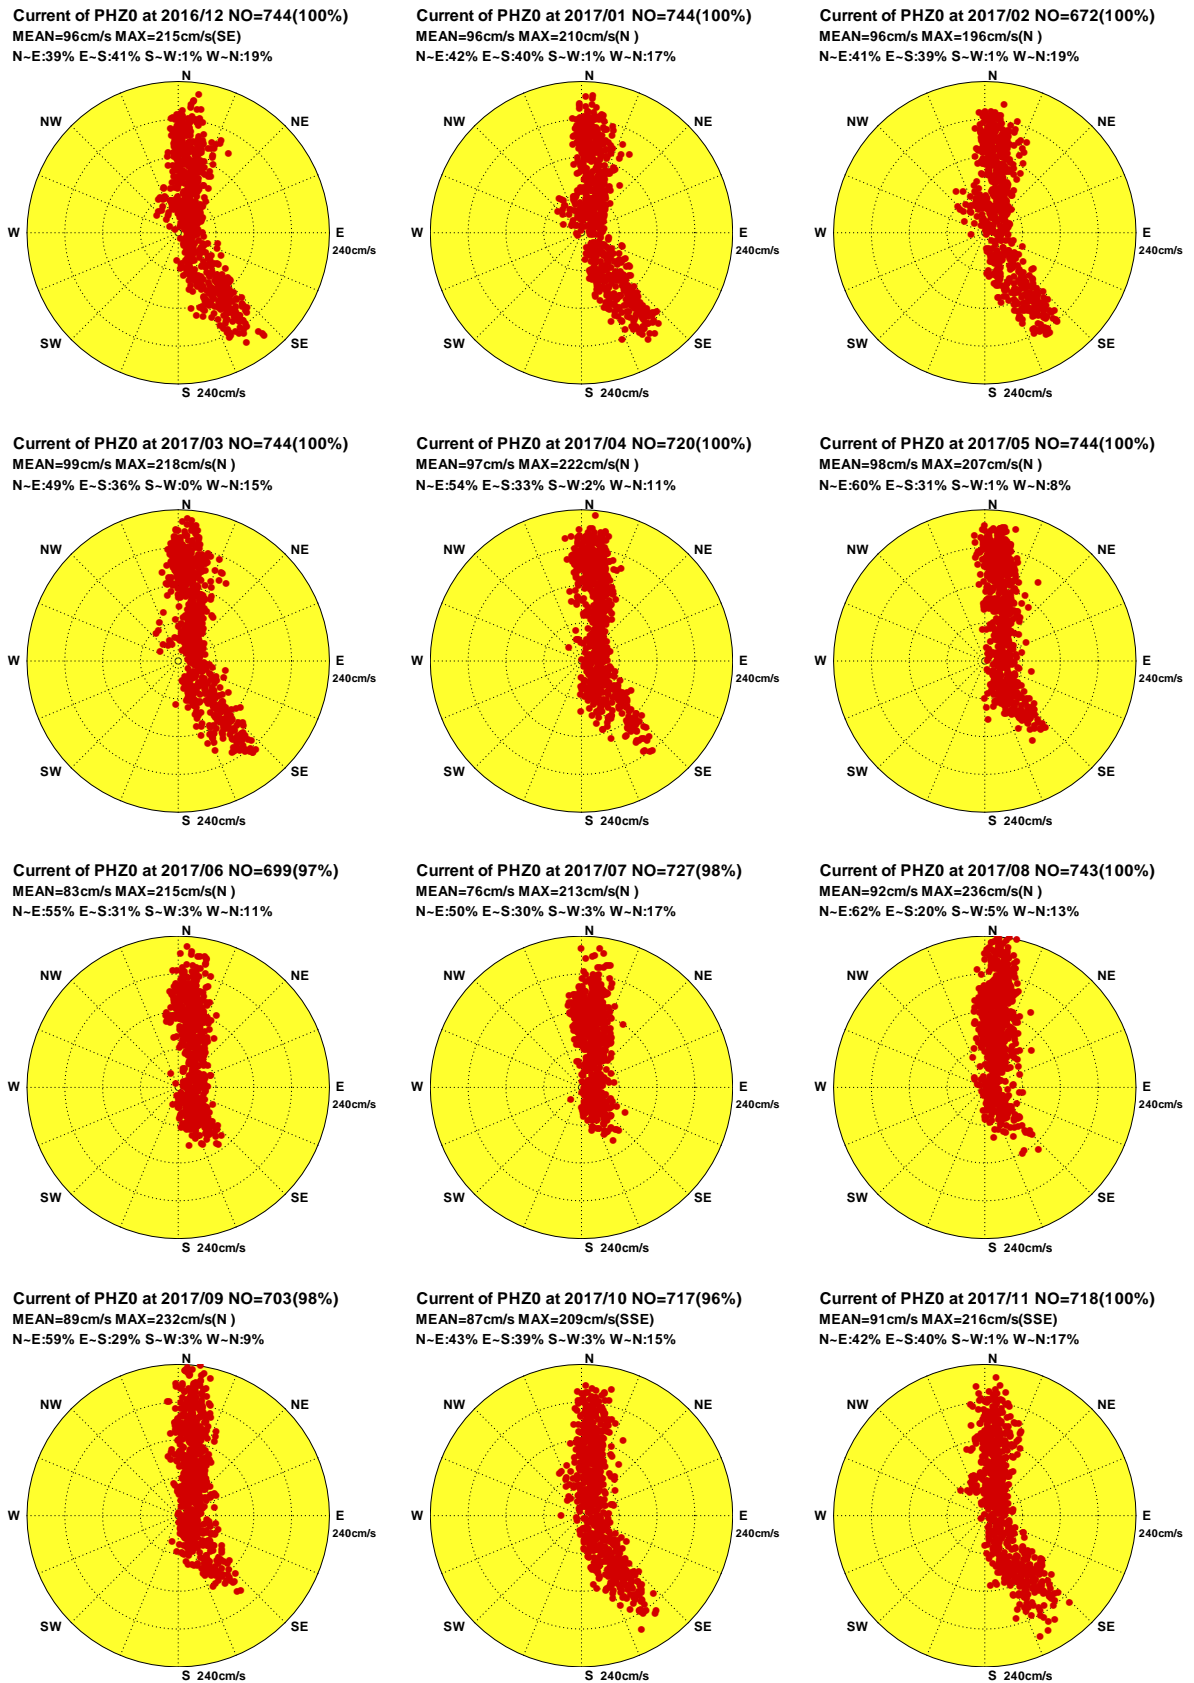 Current of PHZ0 at 2016/12 NO=744(100%)
MEAN=96cm/s MAX=215cm/s(SE)
N~E:39% E~S:41% S~W:1% W~N:19%
N
NW
NE
W
E
240cm/s
SW
SE
S 240cm/s
Current of PHZ0 at 2017/01 NO=744(100%)
MEAN=96cm/s MAX=210cm/s(N )
N~E:42% E~S:40% S~W:1% W~N:17%
N
NW
NE
W
E
240cm/s
SW
SE
S 240cm/s
Current of PHZ0 at 2017/02 NO=672(100%)
MEAN=96cm/s MAX=196cm/s(N )
N~E:41% E~S:39% S~W:1% W~N:19%
N
NW
NE
W
E
240cm/s
SW
SE
S 240cm/s
Current of PHZ0 at 2017/03 NO=744(100%)
MEAN=99cm/s MAX=218cm/s(N )
N~E:49% E~S:36% S~W:0% W~N:15%
N
NW
NE
W
E
240cm/s
SW
SE
S 240cm/s
Current of PHZ0 at 2017/04 NO=720(100%)
MEAN=97cm/s MAX=222cm/s(N )
N~E:54% E~S:33% S~W:2% W~N:11%
N
NW
NE
W
E
240cm/s
SW
SE
S 240cm/s
Current of PHZ0 at 2017/05 NO=744(100%)
MEAN=98cm/s MAX=207cm/s(N )
N~E:60% E~S:31% S~W:1% W~N:8%
N
NW
NE
W
E
240cm/s
SW
SE
S 240cm/s
Current of PHZ0 at 2017/06 NO=699(97%)
MEAN=83cm/s MAX=215cm/s(N )
N~E:55% E~S:31% S~W:3% W~N:11%
N
NW
NE
W
E
240cm/s
SW
SE
S 240cm/s
Current of PHZ0 at 2017/07 NO=727(98%)
MEAN=76cm/s MAX=213cm/s(N )
N~E:50% E~S:30% S~W:3% W~N:17%
N
NW
NE
W
E
240cm/s
SW
SE
S 240cm/s
Current of PHZ0 at 2017/08 NO=743(100%)
MEAN=92cm/s MAX=236cm/s(N )
N~E:62% E~S:20% S~W:5% W~N:13%
N
NW
NE
W
E
240cm/s
SW
SE
S 240cm/s
Current of PHZ0 at 2017/09 NO=703(98%)
MEAN=89cm/s MAX=232cm/s(N )
N~E:59% E~S:29% S~W:3% W~N:9%
N
NW
NE
W
E
240cm/s
SW
SE
S 240cm/s
Current of PHZ0 at 2017/10 NO=717(96%)
MEAN=87cm/s MAX=209cm/s(SSE)
N~E:43% E~S:39% S~W:3% W~N:15%
N
NW
NE
W
E
240cm/s
SW
SE
S 240cm/s
Current of PHZ0 at 2017/11 NO=718(100%)
MEAN=91cm/s MAX=216cm/s(SSE)
N~E:42% E~S:40% S~W:1% W~N:17%
N
NW
NE
W
E
240cm/s
SW
SE
S 240cm/s